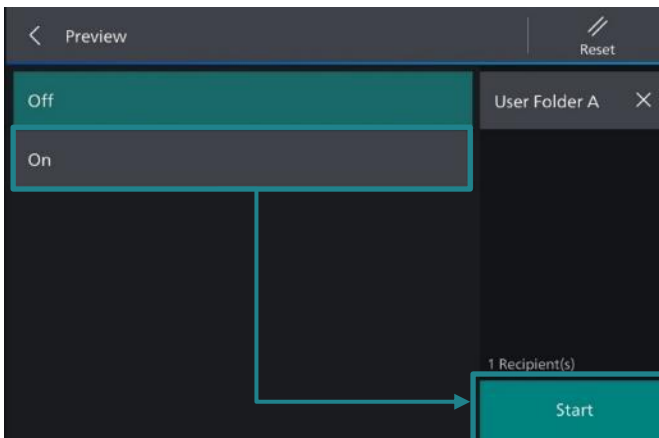 Preview
Reset
Off
On
User Folder A
1 Recipient(s)
Start